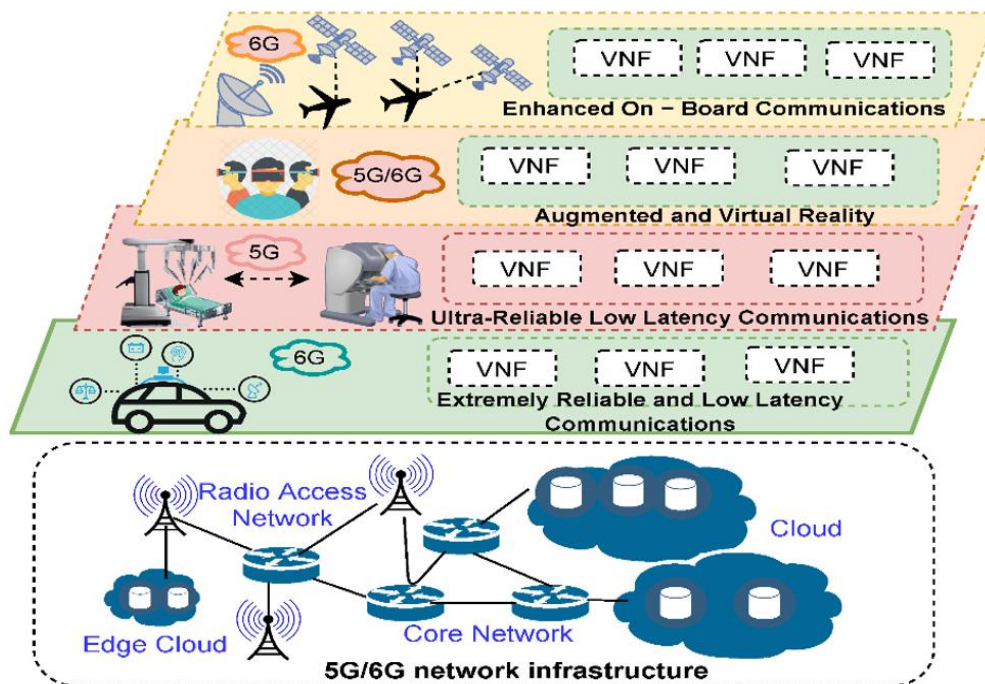 6G
VNF VNF VNF
Enhanced On – Board Communications
5G/6G
VNF VNF VNF
Augmented and Virtual Reality
5G
VNF VNF VNF
Ultra-Reliable Low Latency Communications
6G
VNF VNF VNF
Extremely Reliable and Low Latency
Communications
Radio Access
Network
Cloud
Edge Cloud
Core Network
5G/6G network infrastructure